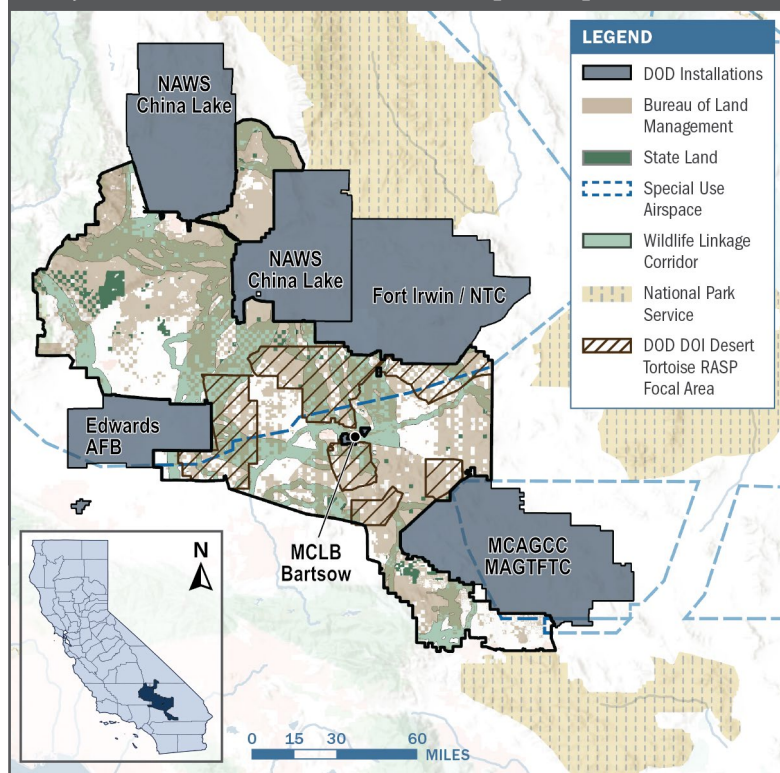 LEGEND
DOD Installations
Bureau of Land
Management
State Land
Special Use
Airspace
Wildlife Linkage
Corridor
National Park
Service
DOD DOI Desert
Tortoise RASP
Focal Area
NAWS
China Lake
NAWS
China Lake
Fort Irwin / NTC
Edwards
AFB
MCLB
Bartsow
MCAGCC
MAGTFTC
N
0 15 30 60
MILES